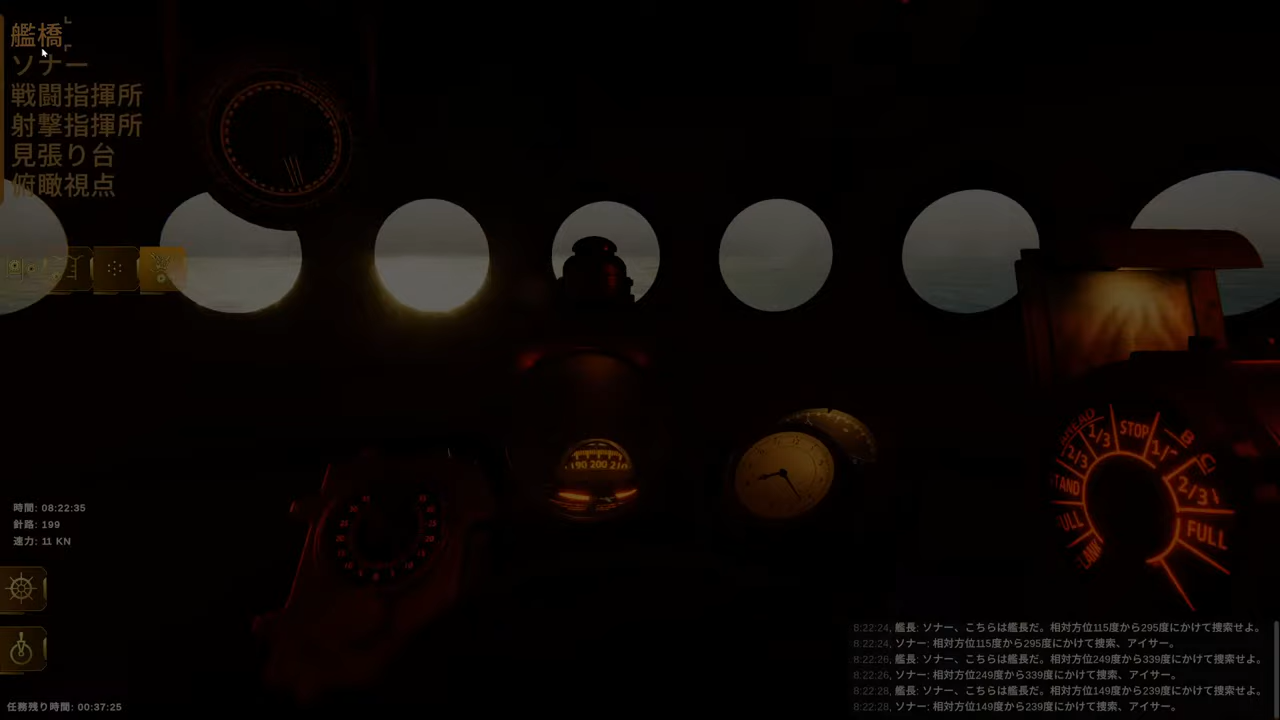 艦橋
ソナー
戦闘指揮所
射撃指揮所
見張り台
俯瞰視点
190 200 210
AHEAD
1/3
2/3
STAND
FULL
FLANK
STOP
1/
B
2/3
FULL
時間: 08:22:35
針路: 199
速力: 11 KN
8:22:24, 艦長: ソナー、こちらは艦長だ。相対方位115度から295度にかけて捜索せよ。
8:22:24, ソナー: 相対方位115度から295度にかけて捜索、アイサー。
8:22:26, 艦長: ソナー、こちらは艦長だ。相対方位249度から339度にかけて捜索せよ。
8:22:26, ソナー: 相対方位249度から339度にかけて捜索、アイサー。
8:22:28, 艦長: ソナー、こちらは艦長だ。相対方位149度から239度にかけて捜索せよ。
8:22:28, ソナー: 相対方位149度から239度にかけて捜索、アイサー。
任務残り時間: 00:37:25